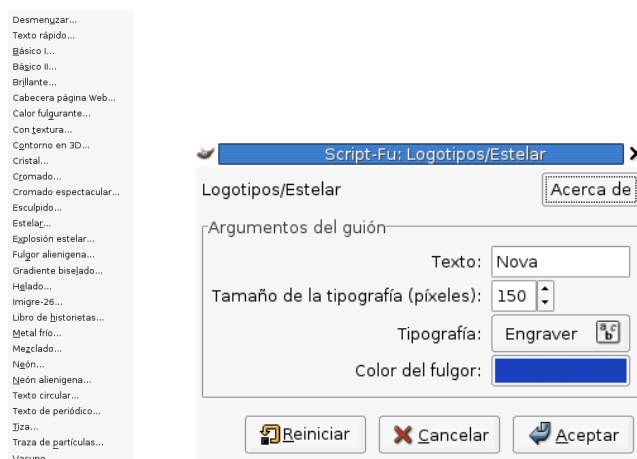 Desmenuzar...
Texto rápido...
Básico I...
Básico II...
Brillante...
Cabecera página Web...
Calor fulgurante...
Con textura...
Contorno en 3D...
Cristal...
Cromado...
Cromado espectacular...
Esculpido...
Estelar...
Explosión estelar...
Fulgor alienigena...
Gradiente biselado...
Helado...
Imigre-26...
Libro de historietas...
Metal frío...
Mezclado...
Neón...
Neón alienigena...
Texto circular...
Texto de periódico...
Tiza...
Traza de partículas...
Vacuno...
Script-Fu: Logotipos/Estelar
Logotipos/Estelar
Acerca de
Argumentos del guión
Texto: Nova
Tamaño de la tipografía (píxeles): 150
Tipografía: Engraver
Color del fulgor:
Reiniciar Cancelar Aceptar